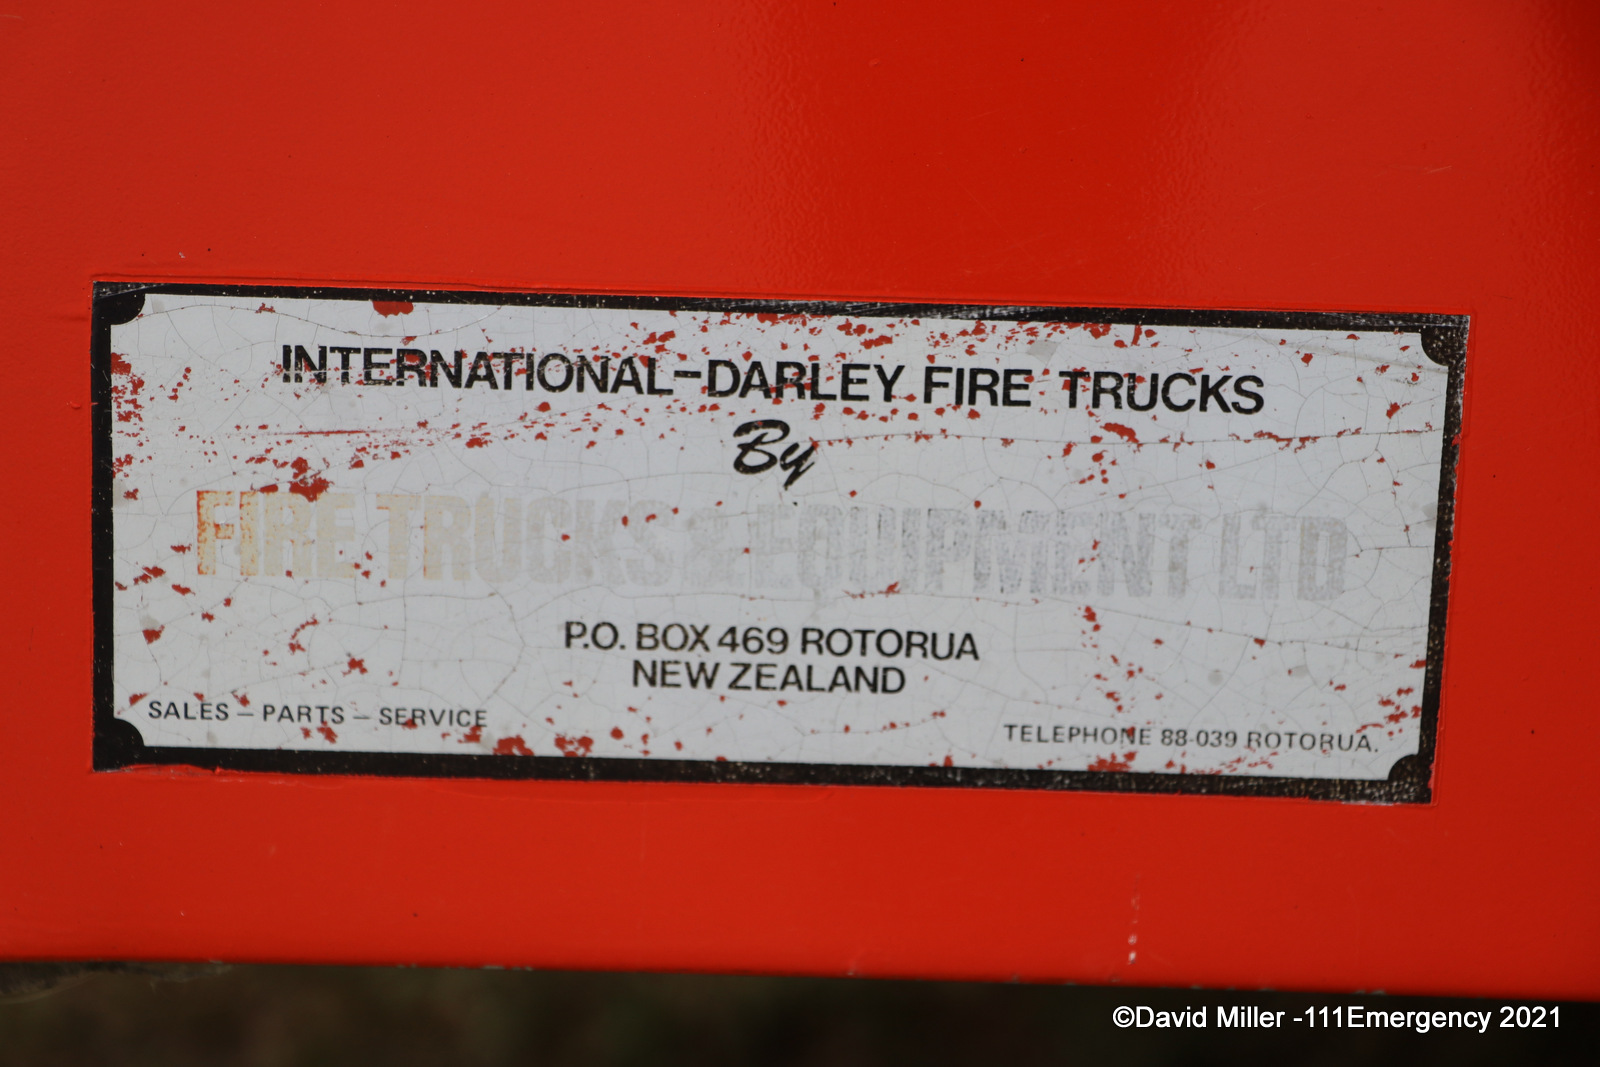 INTERNATIONAL-DARLEY FIRE TRUCKS
By
FIRE TRUCKS & EQUIPMENT LTD
P.O. BOX 469 ROTORUA
NEW ZEALAND
SALES – PARTS – SERVICE
TELEPHONE 88-039 ROTORUA.
©David Miller -111Emergency 2021